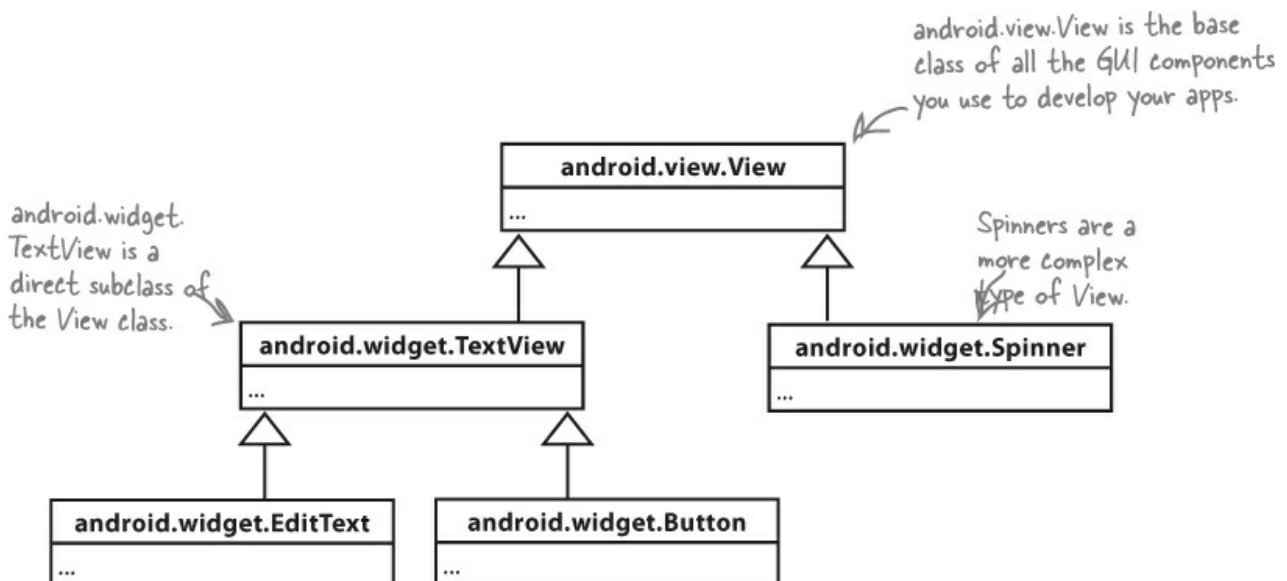 android.view.View is the base
class of all the GUI components
you use to develop your apps.
android.view.View
...
android.widget.
TextView is a
direct subclass of
the View class.
Spinners are a
more complex
type of View.
android.widget.TextView
...
android.widget.Spinner
...
android.widget.EditText
...
android.widget.Button
...